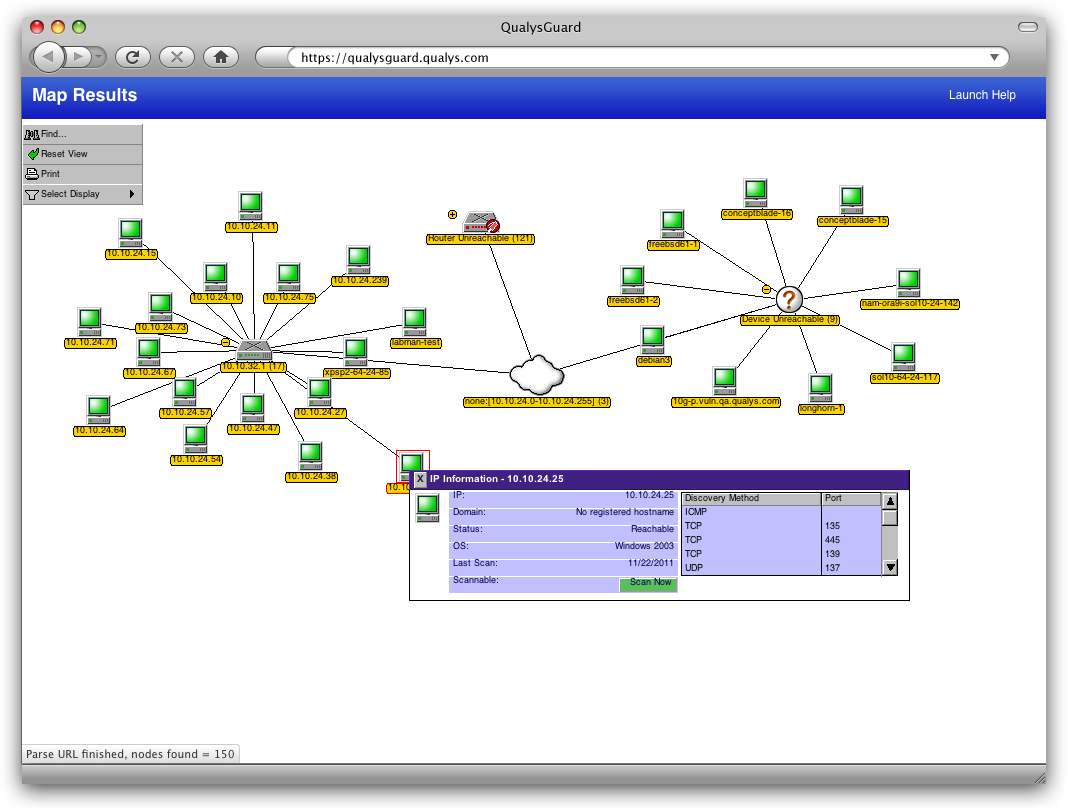 QualysGuard
https://qualysguard.qualys.com
Map Results
Launch Help
Find...
Reset View
Print
Select Display
10.10.24.11
10.10.24.15
Router Unreachable (121)
conceptblade-16
conceptblade-15
freebsd61-1
10.10.24.239
10.10.24.10
10.10.24.75
freebsd61-2
nam-ora9i-sol10-24-142
10.10.24.73
Device Unreachable (9)
10.10.24.71
labman-test
debian3
10.10.32.1 (17)
10.10.24.67
xpsp2-64-24-85
sol10-64-24-117
none:[10.10.24.0-10.10.24.255] (3)
10g-p.vuln.qa.qualys.com
longhorn-1
10.10.24.57
10.10.24.27
10.10.24.64
10.10.24.47
10.10.24.54
10.10.24.38
10.10
X IP Information - 10.10.24.25
IP: 10.10.24.25
Domain: No registered hostname
Status: Reachable
OS: Windows 2003
Last Scan: 11/22/2011
Scannable: Scan Now
Discovery Method Port
ICMP
TCP 135
TCP 445
TCP 139
UDP 137
Parse URL finished, nodes found = 150